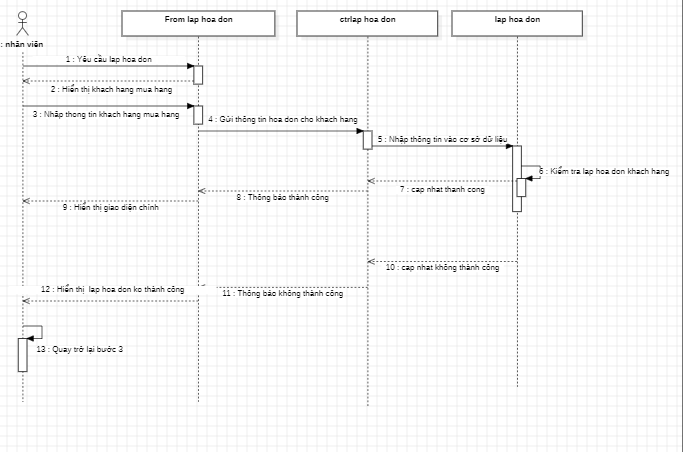 From lap hoa don
ctrlap hoa don
lap hoa don
: nhân viên
1 : Yêu cầu lap hoa don
2 : Hiển thị khach hang mua hang
3 : Nhâp thong tin khach hang mua hàng
4 : Gửi thông tin hoa don cho khach hang
5 : Nhập thông tin vào cơ sở dữ liệu
6 : Kiểm tra lap hoa don khach hang
7 : cap nhat thanh cong
8 : Thông báo thành công
9 : Hiển thị giao diện chính
10 : cap nhat không thành công
11 : Thông báo không thành công
12 : Hiển thị lap hoa don ko thành công
13 : Quay trở lại bước 3